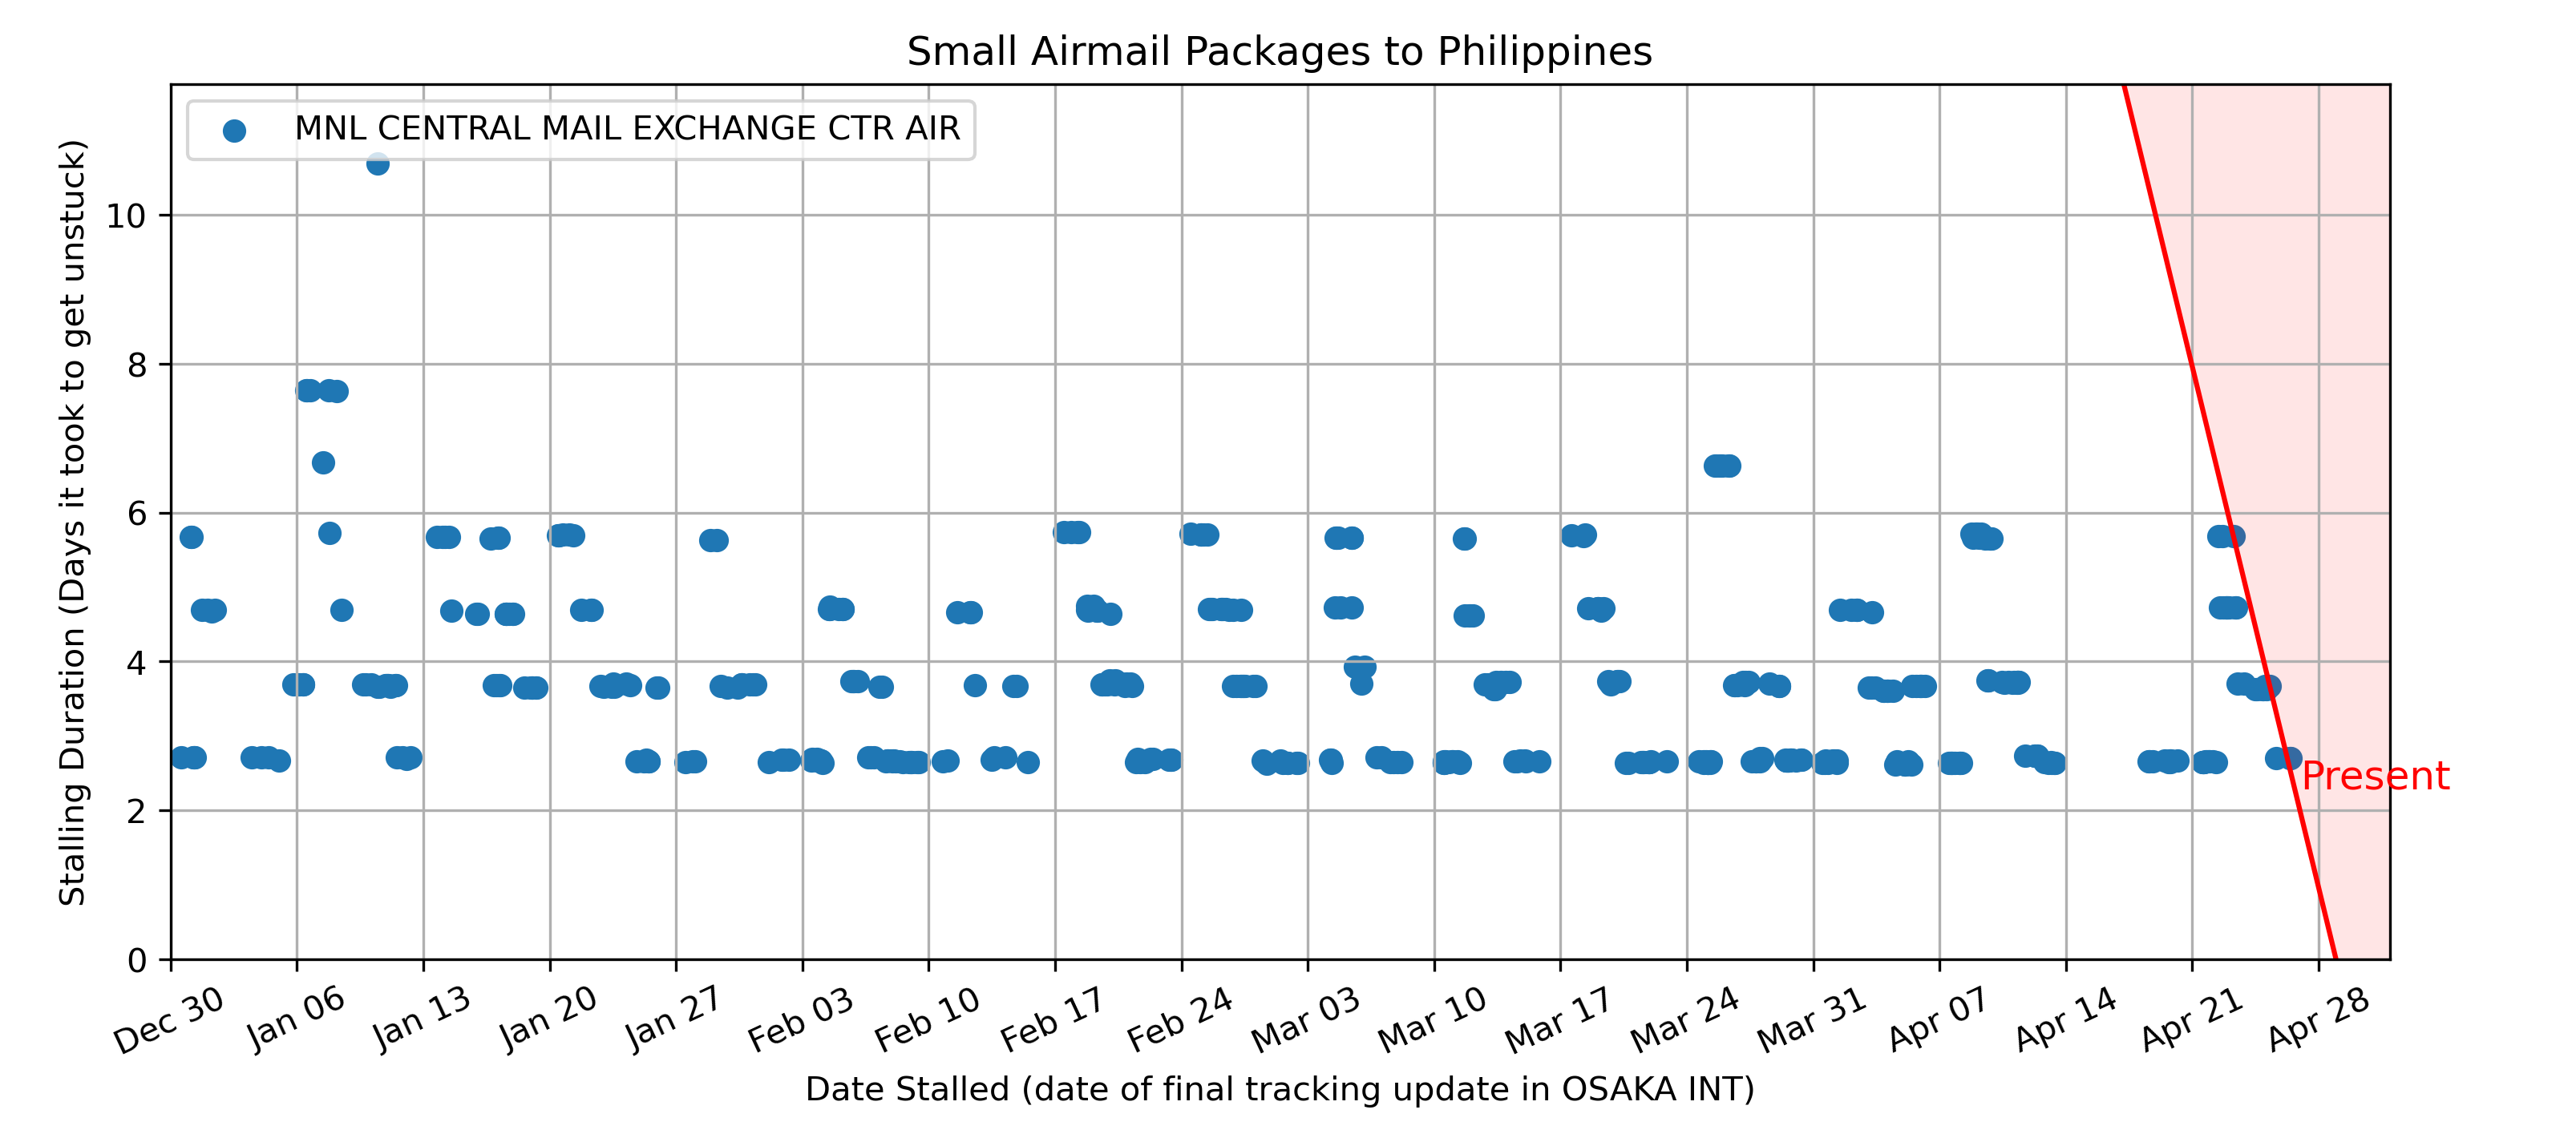 Small Airmail Packages to Philippines
MNL CENTRAL MAIL EXCHANGE CTR AIR
Stalling Duration (Days it took to get unstuck)
10
8
6
4
2
0
Present
Dec 30 Jan 06 Jan 13 Jan 20 Jan 27 Feb 03 Feb 10 Feb 17 Feb 24 Mar 03 Mar 10 Mar 17 Mar 24 Mar 31 Apr 07 Apr 14 Apr 21 Apr 28
Date Stalled (date of final tracking update in OSAKA INT)